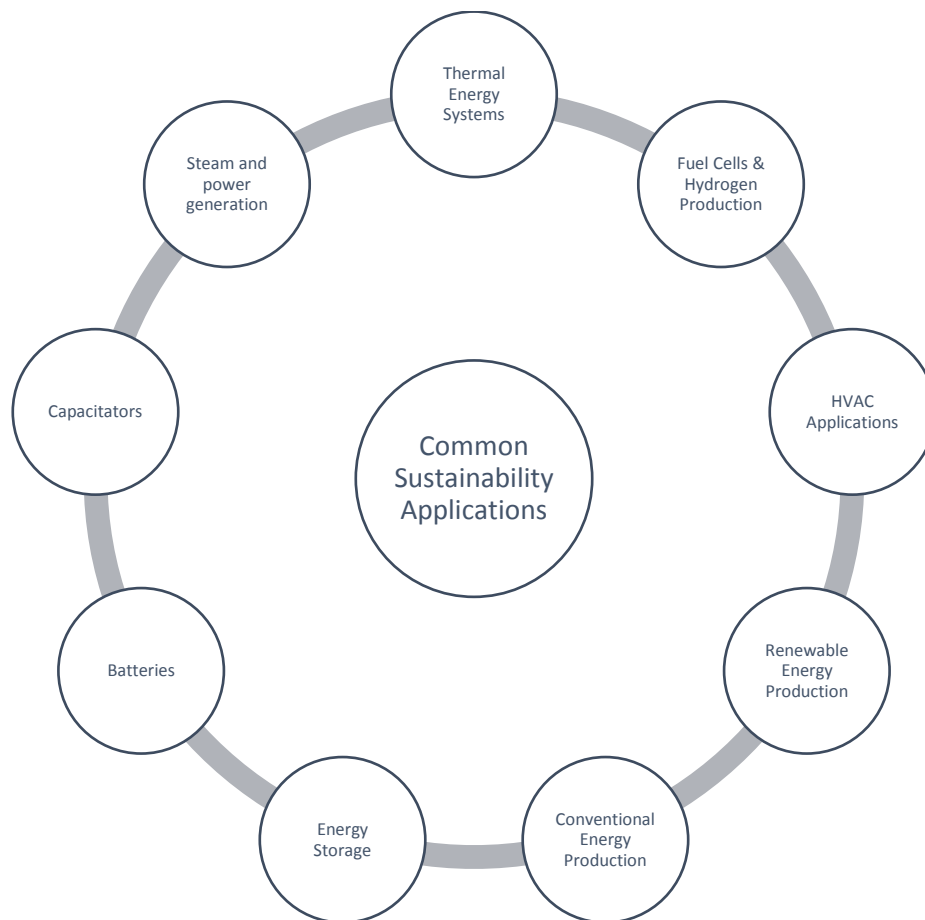 Thermal
Energy
Systems
Fuel Cells &
Hydrogen
Production
HVAC
Applications
Renewable
Energy
Production
Conventional
Energy
Production
Energy
Storage
Batteries
Capacitators
Steam and
power
generation
Common
Sustainability
Applications